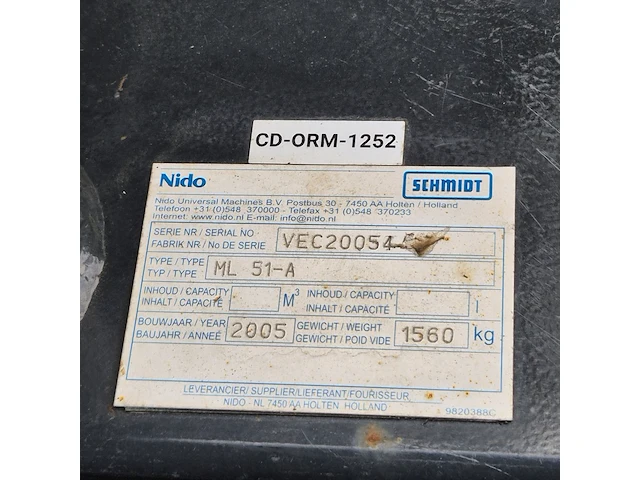 CD-ORM-1252
Nido SCHMIDT
Nido Universal Machines B.V. Postbus 30 - 7450 AA Holten / Holland
Telefoon +31 (0)548 370000 - Telefax +31 (0)548 370233
Internet: www.nido.nl E-mail: info@nido.nl
SERIE NR / SERIAL NO
FABRIK NR / No DE SERIE VEC20054
TYPE / TYPE
TYP / TYPE ML 51-A
INHOUD / CAPACITY
INHALT / CAPACITÉ M³
INHOUD / CAPACITY
INHALT / CAPACITÉ l
BOUWJAAR / YEAR
BAUJAHR / ANNEÉ 2005
GEWICHT / WEIGHT
GEWICHT / POID VIDE 1560 kg
LEVERANCIER/ SUPPLIER/LIEFERANT/FOURISSEUR
NIDO - NL 7450 AA HOLTEN HOLLAND
9820388C